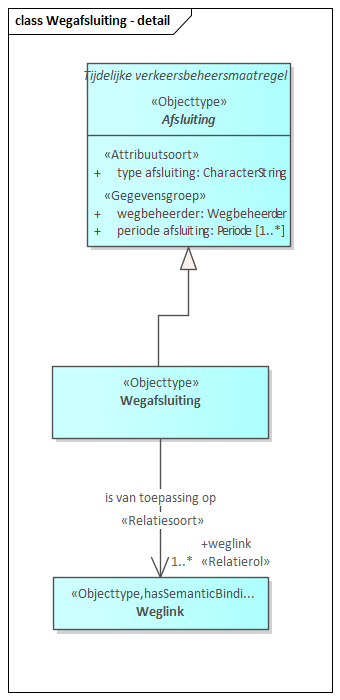 class Wegafsluiting - detail
Tijdelijke verkeersbeheersmaatregel
«Objecttype»
Afsluiting
«Attribuutsoort»
+ type afsluiting: CharacterString
«Gegevensgroep»
+ wegbeheerder: Wegbeheerder
+ periode afsluiting: Periode [1..*]
«Objecttype»
Wegafsluiting
is van toepassing op
«Relatiesoort»
+weglink
1..* «Relatierol»
«Objecttype,hasSemanticBindi...
Weglink